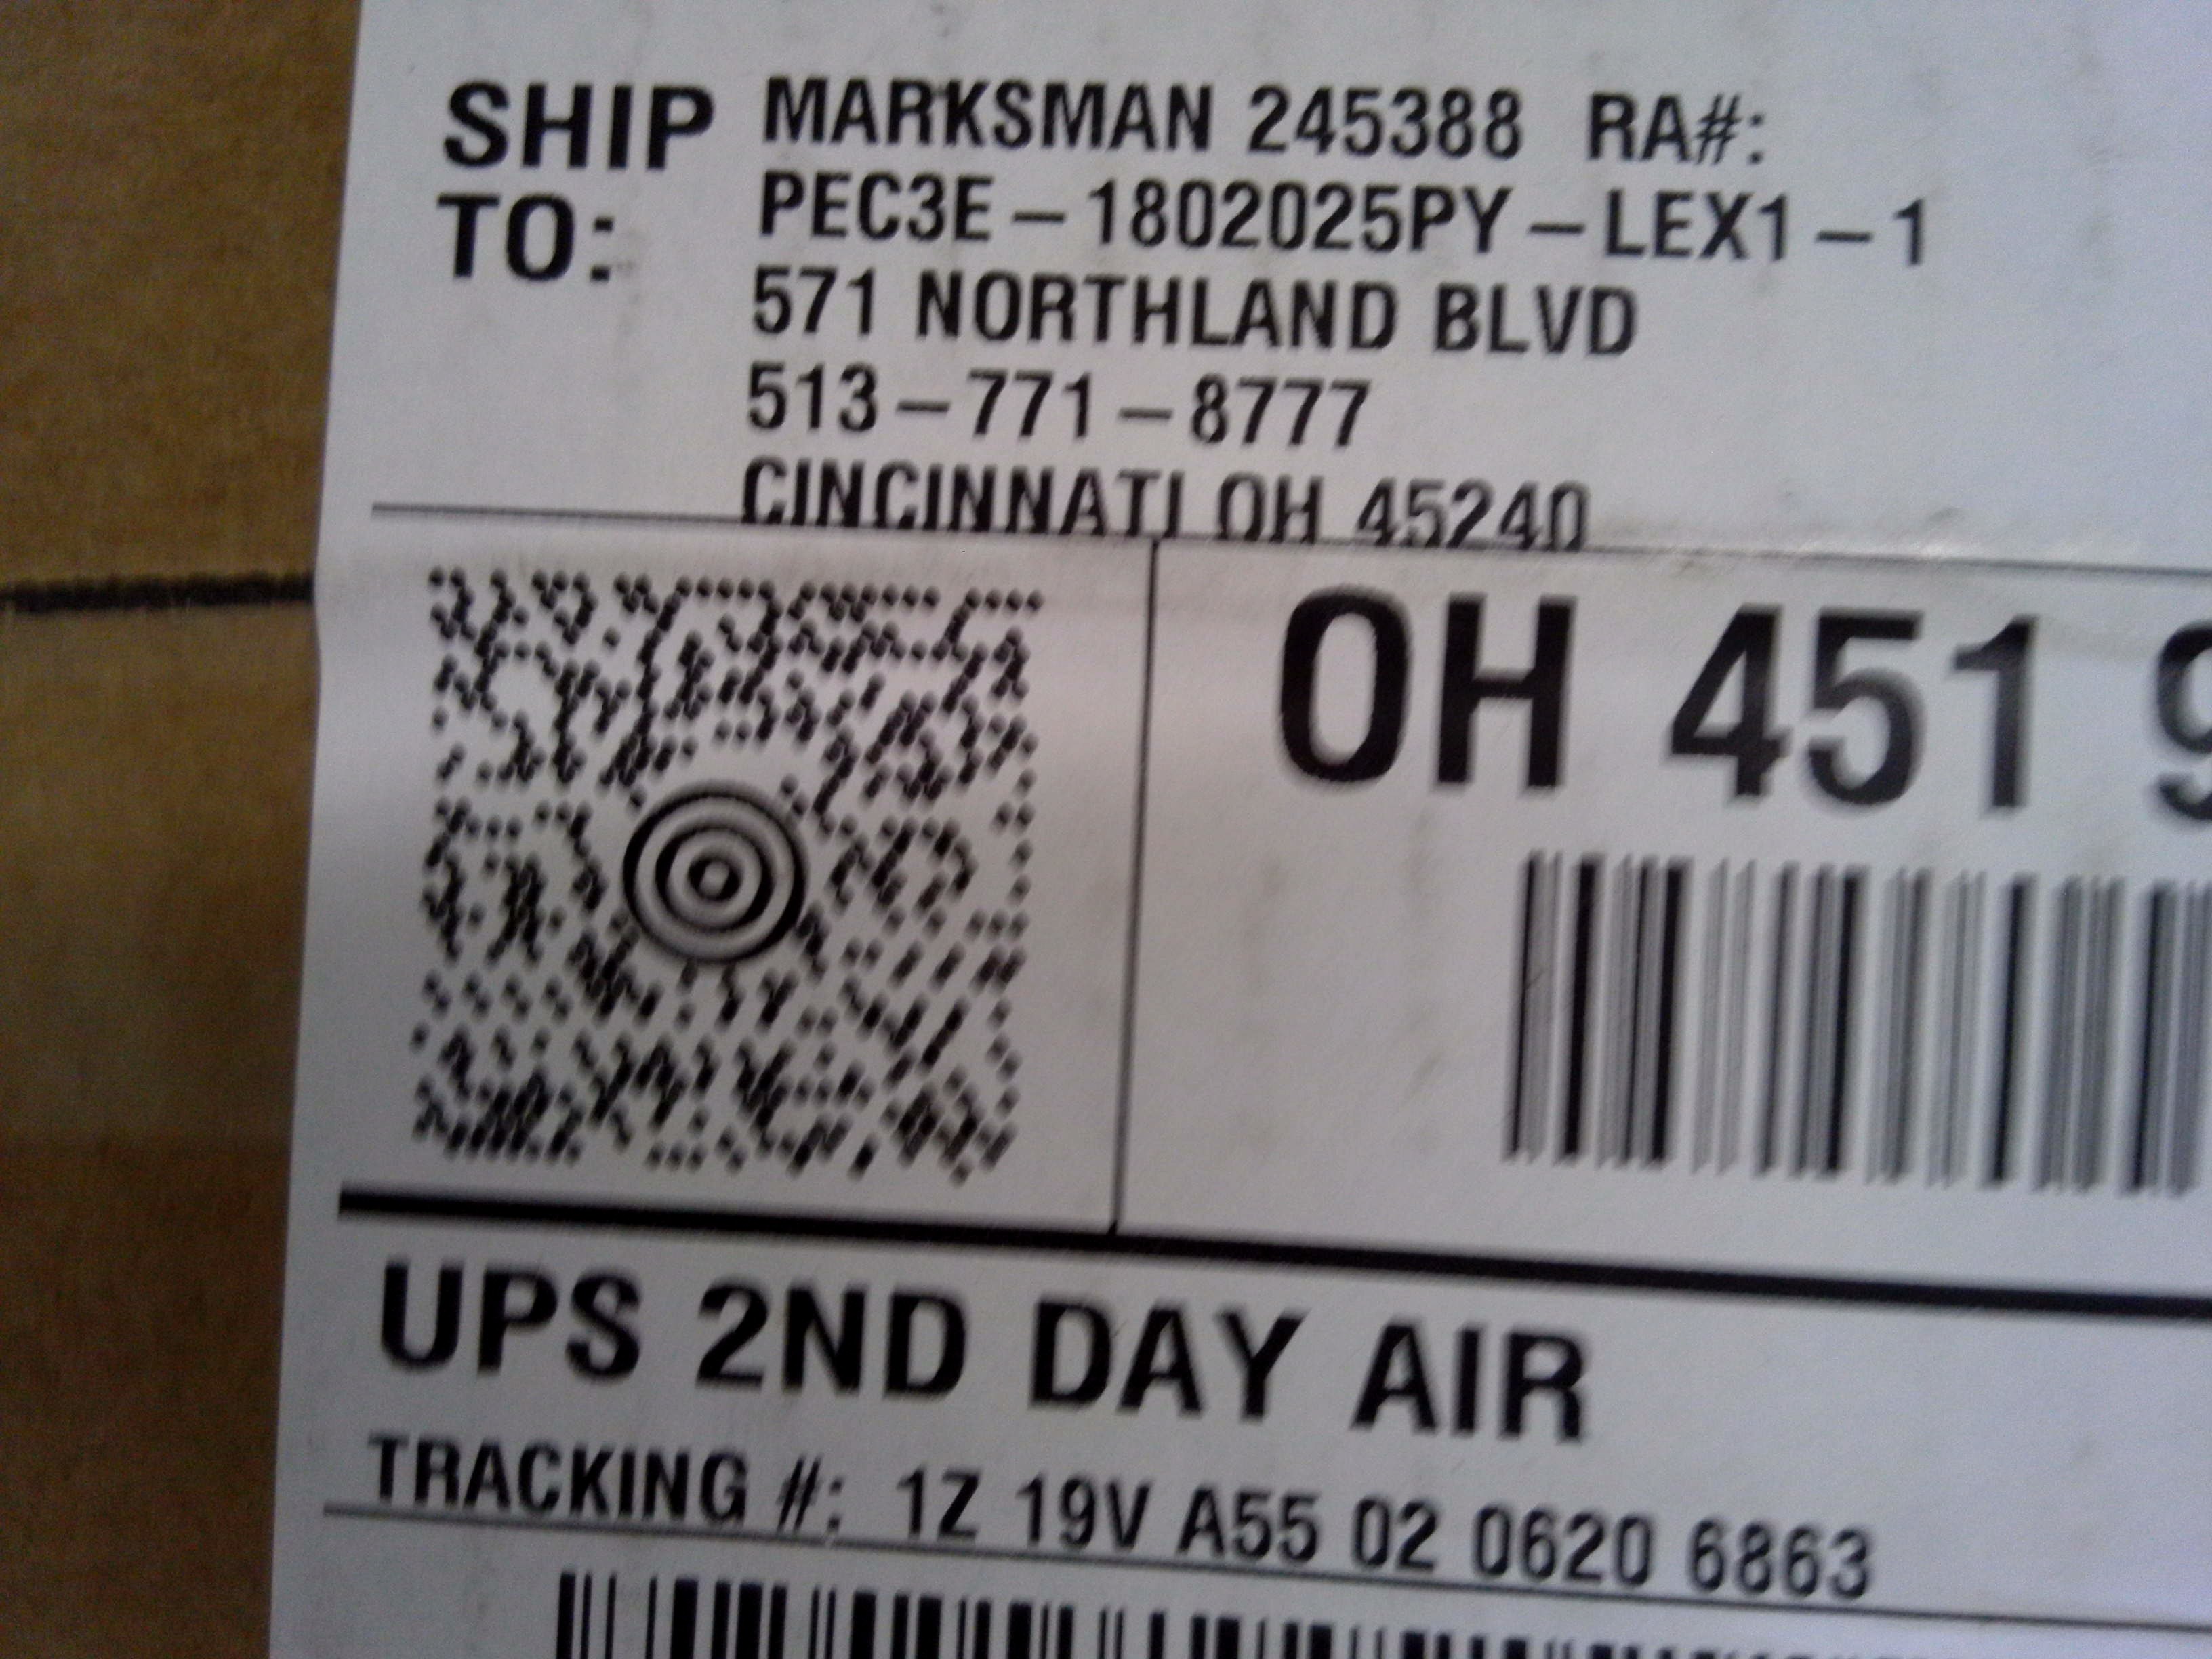 SHIP TO:
MARKSMAN 245388 RA#:
PEC3E-1802025PY-LEX1-1
571 NORTHLAND BLVD
513-771-8777
CINCINNATI OH 45240
OH 451 9
UPS 2ND DAY AIR
TRACKING #: 1Z 19V A55 02 0620 6863